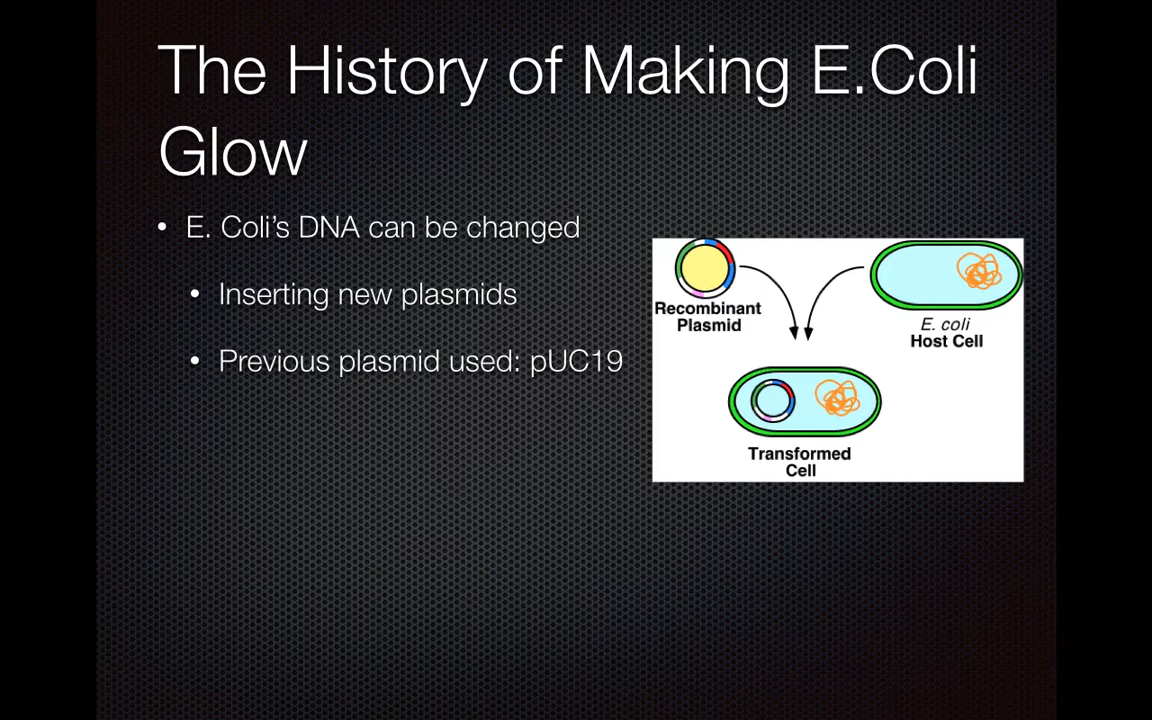 The History of Making E.Coli
Glow
• E. Coli’s DNA can be changed
• Inserting new plasmids
• Previous plasmid used: pUC19
Recombinant
Plasmid
E. coli
Host Cell
Transformed
Cell